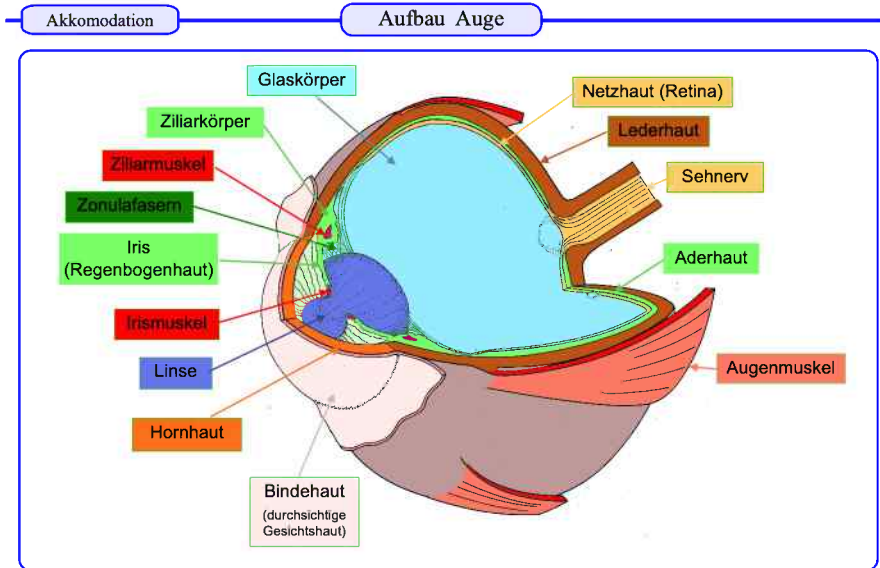 Akkomodation
Aufbau Auge
Glaskörper
Netzhaut (Retina)
Ziliarkörper
Lederhaut
Ziliarmuskel
Sehnerv
Zonulafasern
Iris
(Regenbogenhaut)
Aderhaut
Irismuskel
Linse
Augenmuskel
Hornhaut
Bindehaut
(durchsichtige
Gesichtshaut)